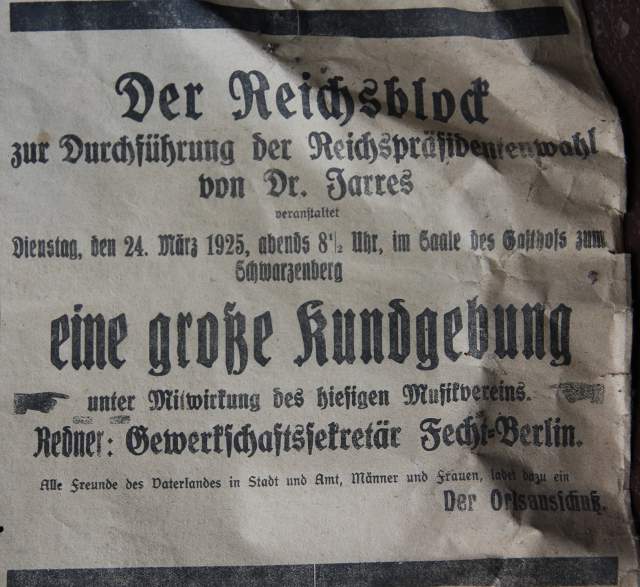 Der Reichsblock
zur Durchführung der Reichspräsidentenwahl
von Dr. Jarres
veranstaltet
Dienstag, den 24. März 1925, abends 8½ Uhr, im Saale des Gasthofs zum
Schwarzenberg
eine große Kundgebung
unter Mitwirkung des hiesigen Musikvereins.
Redner: Gewerkschaftssekretär Fecht-Berlin.
Alle Freunde des Vaterlandes in Stadt und Amt, Männer und Frauen, ladet dazu ein
Der Ortsausschuß.